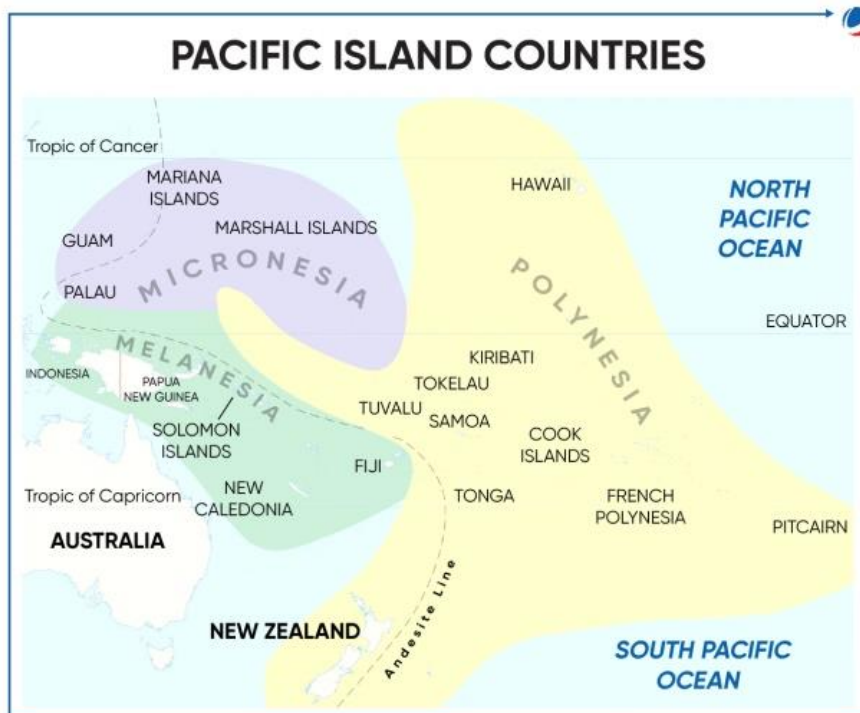 PACIFIC ISLAND COUNTRIES
Tropic of Cancer
MARIANA
ISLANDS
HAWAII
NORTH
PACIFIC
OCEAN
GUAM
MARSHALL ISLANDS
MICRONESIA
PALAU
POLYNESIA
EQUATOR
MELANESIA
KIRIBATI
INDONESIA
PAPUA
NEW GUINEA
TOKELAU
TUVALU
SAMOA
SOLOMON
ISLANDS
COOK
ISLANDS
FIJI
Tropic of Capricorn
NEW
CALEDONIA
TONGA
FRENCH
POLYNESIA
PITCAIRN
AUSTRALIA
Andesite Line
NEW ZEALAND
SOUTH PACIFIC
OCEAN